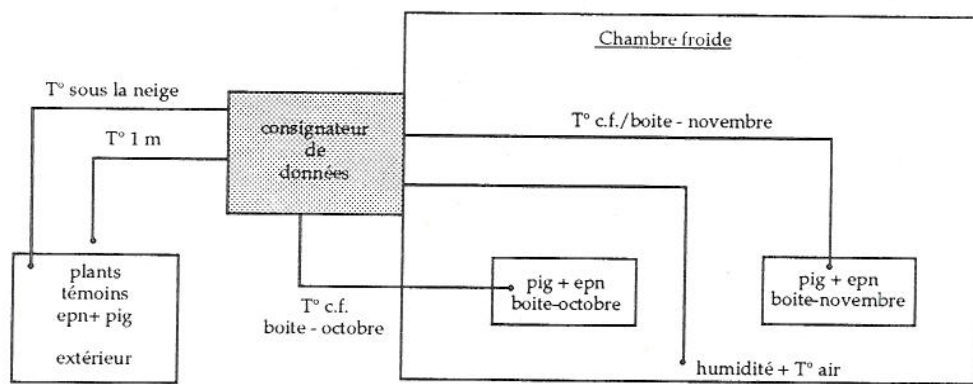 Chambre froide
T° sous la neige
T° 1 m
consignateur
de
données
T° c.f./boite - novembre
plants
témoins
epn+ pig
extérieur
T° c.f.
boite - octobre
pig + epn
boite-octobre
pig + epn
boite-novembre
humidité + T° air